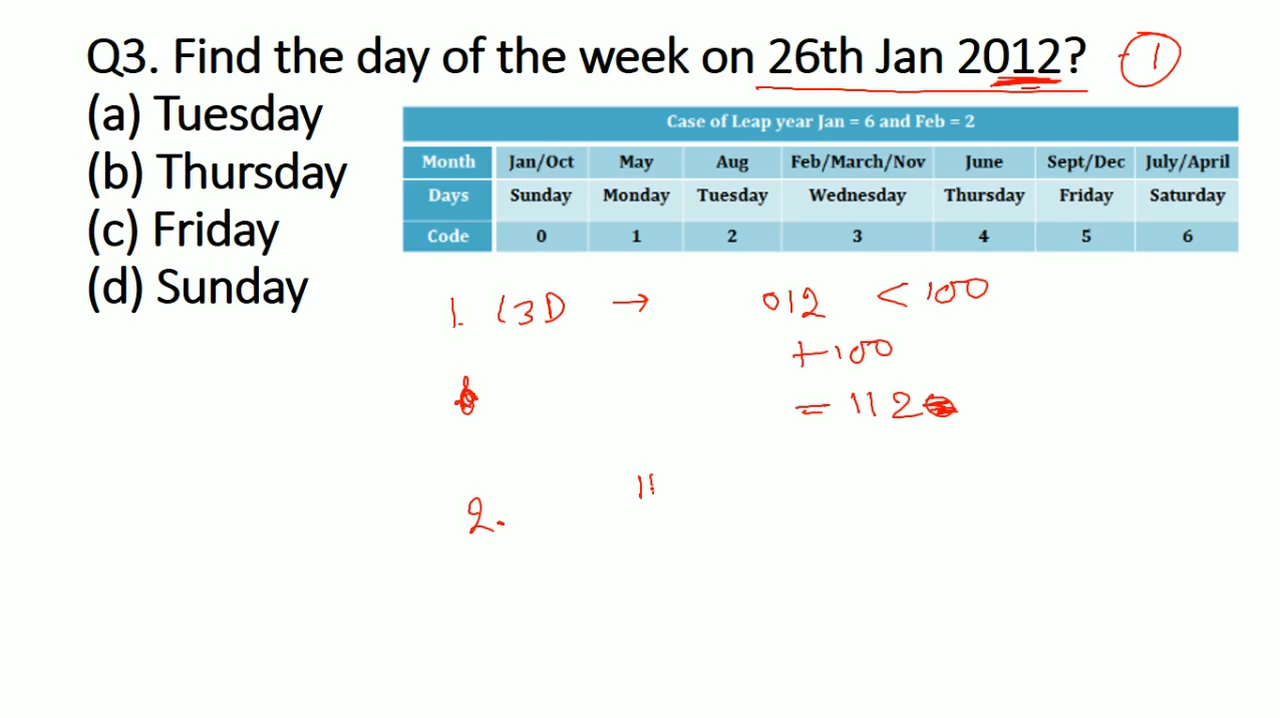 Q3. Find the day of the week on 26th Jan 2012? 1
(a) Tuesday
(b) Thursday
(c) Friday
(d) Sunday
Case of Leap year Jan = 6 and Feb = 2
Month Jan/Oct May Aug Feb/March/Nov June Sept/Dec July/April
Days Sunday Monday Tuesday Wednesday Thursday Friday Saturday
Code 0 1 2 3 4 5 6
1. L3D → 012 < 100
+100
= 112
2. 11